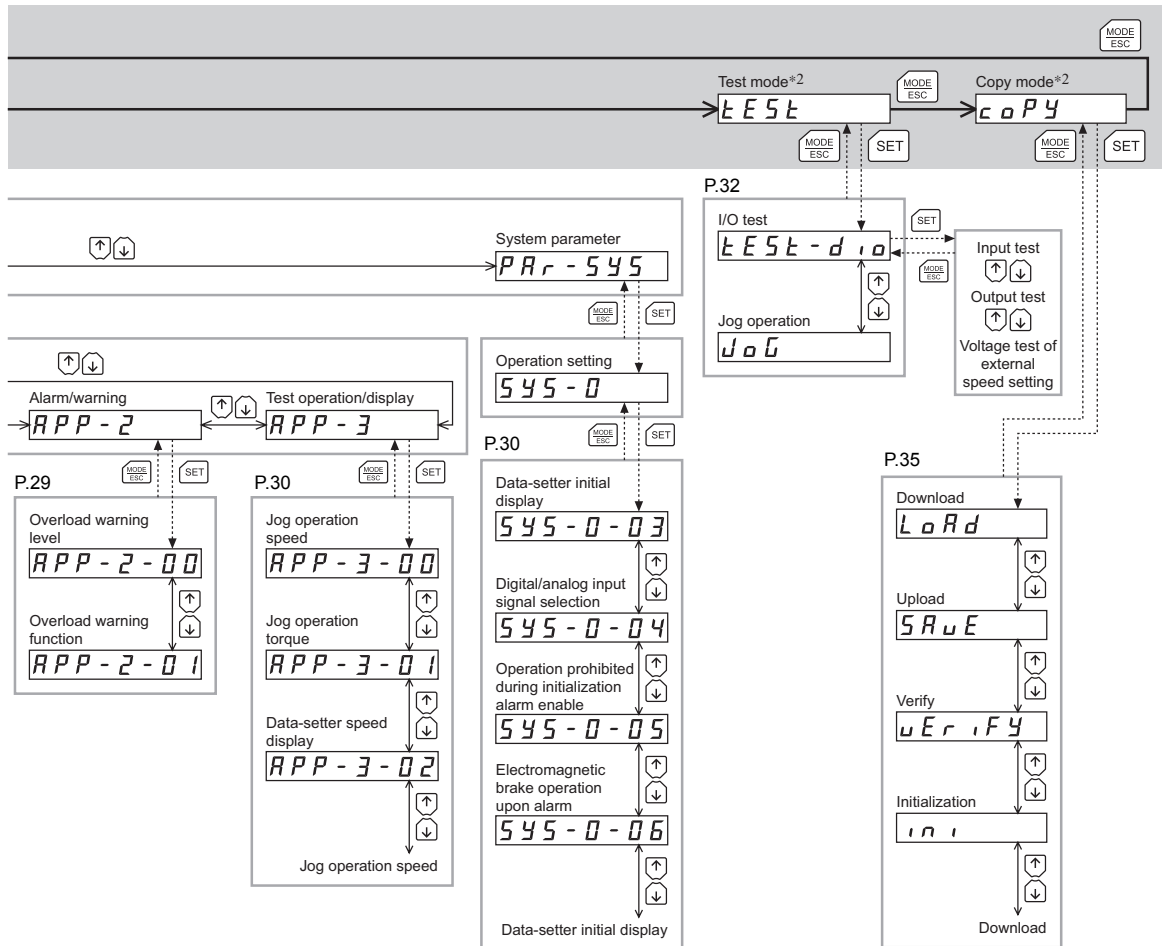 MODE
ESC
Test mode*2
MODE
ESC
Copy mode*2
tESt
coPY
MODE
ESC
SET
MODE
ESC
SET
P.32
I/O test
tESt-dio
SET
MODE
ESC
Input test
↑ ↓
Output test
↑ ↓
Voltage test of
external
speed setting
↑
↓
Jog operation
JoG
↑ ↓
System parameter
PAr-SYS
MODE
ESC
SET
Operation setting
SYS-0
MODE
ESC
SET
↑ ↓
Alarm/warning
APP-2
↑ ↓
Test operation/display
APP-3
MODE
ESC
SET
MODE
ESC
SET
P.29
Overload warning
level
APP-2-00
↑
↓
Overload warning
function
APP-2-01
P.30
Jog operation
speed
APP-3-00
↑
↓
Jog operation
torque
APP-3-01
↑
↓
Data-setter speed
display
APP-3-02
↑
↓
Jog operation speed
P.30
Data-setter initial
display
SYS-0-03
↑
↓
Digital/analog input
signal selection
SYS-0-04
↑
↓
Operation prohibited
during initialization
alarm enable
SYS-0-05
↑
↓
Electromagnetic
brake operation
upon alarm
SYS-0-06
↑
↓
Data-setter initial display
P.35
Download
LoAd
↑
↓
Upload
SAvE
↑
↓
Verify
vEriFY
↑
↓
Initialization
ini
↑
↓
Download